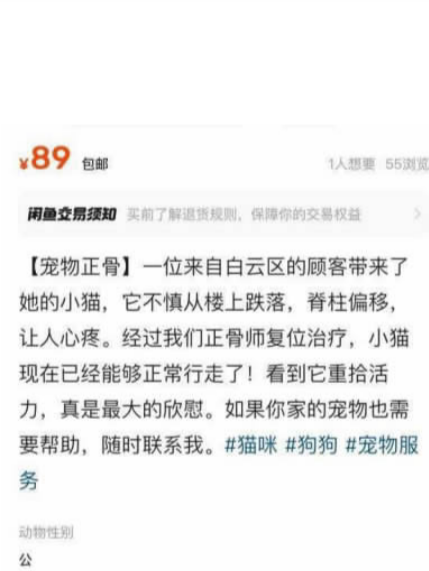 ¥89 包邮 1人想要 55浏览
闲鱼交易须知 买前了解退货规则，保障你的交易权益
【宠物正骨】一位来自白云区的顾客带来了
她的小猫，它不慎从楼上跌落，脊柱偏移，
让人心疼。经过我们正骨师复位治疗，小猫
现在已经能够正常行走了！看到它重拾活
力，真是最大的欣慰。如果你家的宠物也需
要帮助，随时联系我。#猫咪 #狗狗 #宠物服
务
动物性别
公